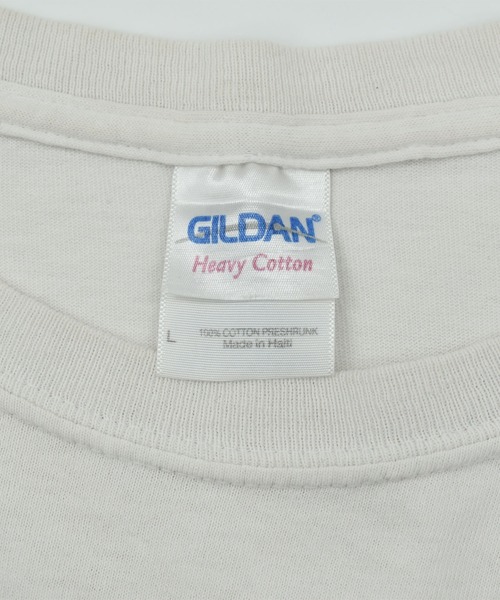 GILDAN®
Heavy Cotton
L
100% COTTON PRESHRUNK
Made in Haiti